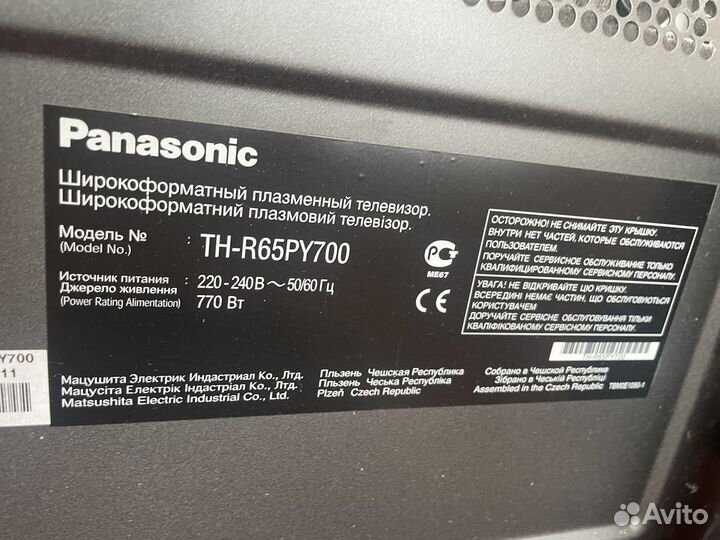 Panasonic
Широкоформатный плазменный телевизор.
Широкоформатний плазмовий телевізор.
Модель №
(Model No.)
: TH-R65PY700
Источник питания
Джерело живлення
(Power Rating Alimentation)
: 220 - 240 В ~ 50/60 Гц
770 Вт
PG
ME67
CE
ОСТОРОЖНО! НЕ СНИМАЙТЕ ЭТУ КРЫШКУ.
ВНУТРИ НЕТ ЧАСТЕЙ, КОТОРЫЕ ОБСЛУЖИВАЮТСЯ
ПОЛЬЗОВАТЕЛЕМ.
ПОРУЧАЙТЕ СЕРВИСНОЕ ОБСЛУЖИВАНИЕ ТОЛЬКО
КВАЛИФИЦИРОВАННОМУ СЕРВИСНОМУ ПЕРСОНАЛУ.
УВАГА! НЕ ВІДКРИВАЙТЕ ЦЮ КРИШКУ.
ВСЕРЕДИНІ НЕМАЄ ЧАСТИН, ЩО ОБСЛУГОВУЮТЬСЯ
КОРИСТУВАЧЕМ
ДОРУЧАЙТЕ СЕРВІСНЕ ОБСЛУГОВУВАННЯ ТІЛЬКИ
КВАЛІФІКОВАНОМУ СЕРВІСНОМУ ПЕРСОНАЛУ.
Y700
11
Мацушита Электрик Индастриал Ко., Лтд.
Мацусіта Електрік Індастріал Ко., Лтд.
Matsushita Electric Industrial Co., Ltd.
Пльзень Чешская Республика
Пльзень Чеська Республіка
Plzeň Czech Republic
Собрано в Чешской Республике
Зібрано в Чеській Республіці
Assembled in the Czech Republic TBM0E1090-1
Avito